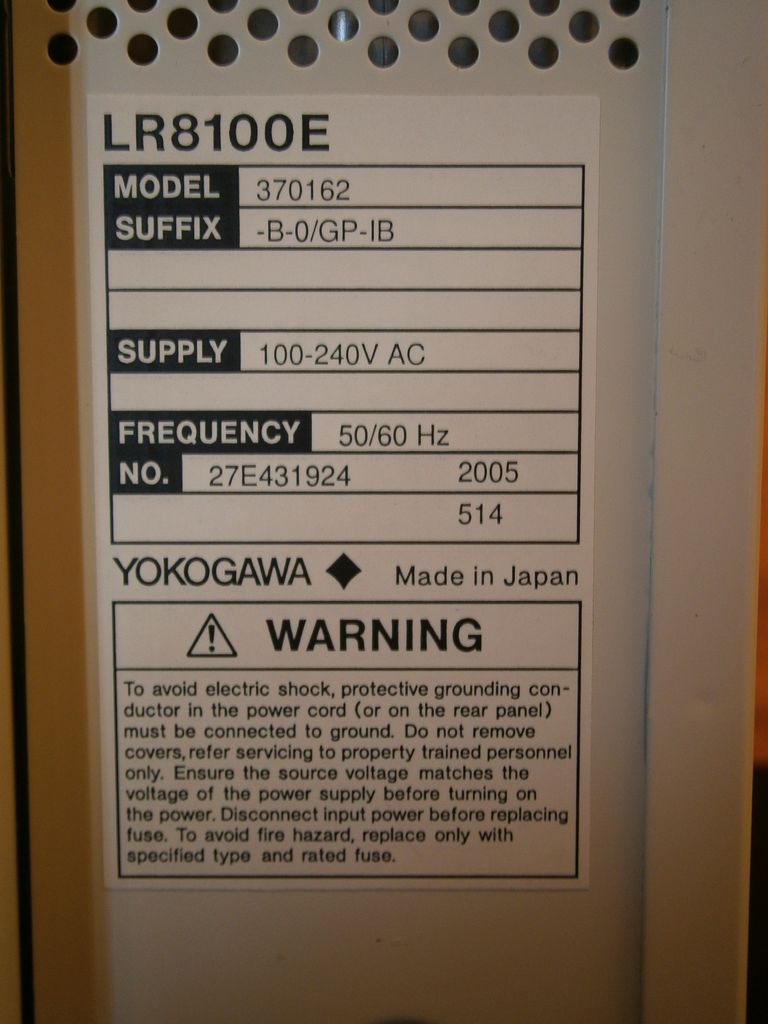 LR8100E
MODEL 370162
SUFFIX -B-0/GP-IB
SUPPLY 100-240V AC
FREQUENCY 50/60 Hz
NO. 27E431924 2005
514
YOKOGAWA ◆ Made in Japan
⚠ WARNING
To avoid electric shock, protective grounding con-
ductor in the power cord (or on the rear panel)
must be connected to ground. Do not remove
covers, refer servicing to property trained personnel
only. Ensure the source voltage matches the
voltage of the power supply before turning on
the power. Disconnect input power before replacing
fuse. To avoid fire hazard, replace only with
specified type and rated fuse.